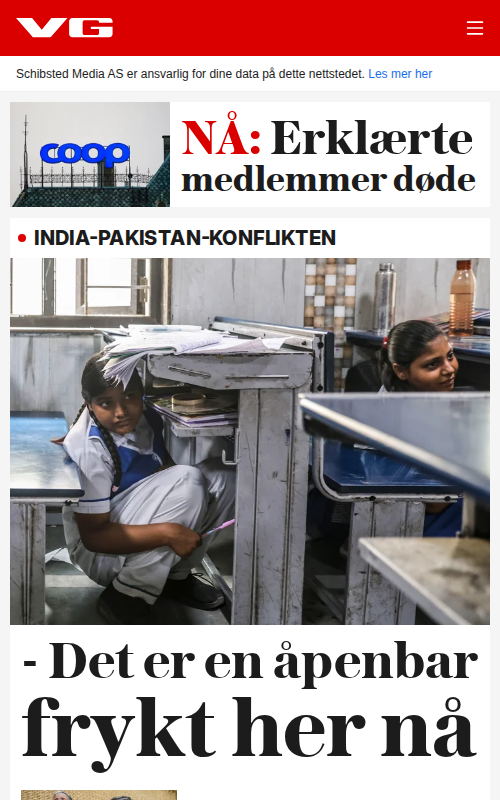 VG
Schibsted Media AS er ansvarlig for dine data på dette nettstedet. Les mer her
coop
NÅ: Erklærte
medlemmer døde
INDIA-PAKISTAN-KONFLIKTEN
- Det er en åpenbar
frykt her nå